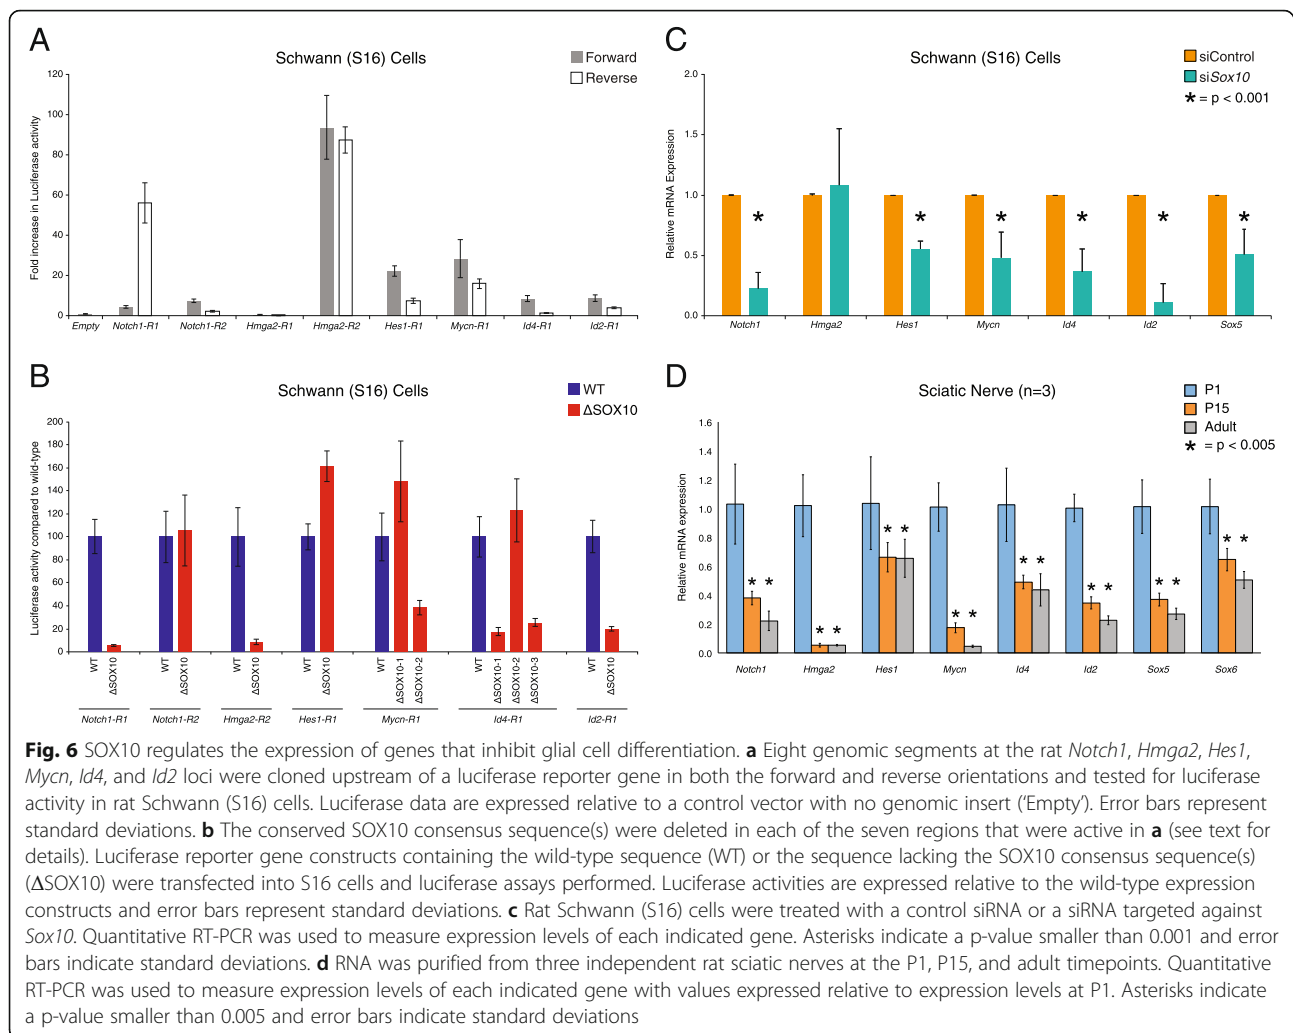 A
Schwann (S16) Cells
Forward
Reverse
Fold increase in Luciferase activity
120
100
80
60
40
20
0
Empty Notch1-R1 Notch1-R2 Hmga2-R1 Hmga2-R2 Hes1-R1 Mycn-R1 Id4-R1 Id2-R1
C
Schwann (S16) Cells
siControl
siSox10
* = p < 0.001
Relative mRNA Expression
2.0
1.5
1.0
0.5
0.0
* * * * * *
Notch1 Hmga2 Hes1 Mycn Id4 Id2 Sox5
B
Schwann (S16) Cells
WT
ΔSOX10
Luciferase activity compared to wild-type
200
180
160
140
120
100
80
60
40
20
0
WT ΔSOX10 WT ΔSOX10 WT ΔSOX10 WT ΔSOX10 WT ΔSOX10-1 ΔSOX10-2 WT ΔSOX10-1 ΔSOX10-2 ΔSOX10-3 WT ΔSOX10
Notch1-R1 Notch1-R2 Hmga2-R2 Hes1-R1 Mycn-R1 Id4-R1 Id2-R1
D
Sciatic Nerve (n=3)
P1
P15
Adult
* = p < 0.005
Relative mRNA expression
1.6
1.4
1.2
1.0
0.8
0.6
0.4
0.2
0.0
* * * * * * * * * * * * * * * *
Notch1 Hmga2 Hes1 Mycn Id4 Id2 Sox5 Sox6
Fig. 6 SOX10 regulates the expression of genes that inhibit glial cell differentiation. a Eight genomic segments at the rat Notch1, Hmga2, Hes1,
Mycn, Id4, and Id2 loci were cloned upstream of a luciferase reporter gene in both the forward and reverse orientations and tested for luciferase
activity in rat Schwann (S16) cells. Luciferase data are expressed relative to a control vector with no genomic insert (‘Empty’). Error bars represent
standard deviations. b The conserved SOX10 consensus sequence(s) were deleted in each of the seven regions that were active in a (see text for
details). Luciferase reporter gene constructs containing the wild-type sequence (WT) or the sequence lacking the SOX10 consensus sequence(s)
(ΔSOX10) were transfected into S16 cells and luciferase assays performed. Luciferase activities are expressed relative to the wild-type expression
constructs and error bars represent standard deviations. c Rat Schwann (S16) cells were treated with a control siRNA or a siRNA targeted against
Sox10. Quantitative RT-PCR was used to measure expression levels of each indicated gene. Asterisks indicate a p-value smaller than 0.001 and error
bars indicate standard deviations. d RNA was purified from three independent rat sciatic nerves at the P1, P15, and adult timepoints. Quantitative
RT-PCR was used to measure expression levels of each indicated gene with values expressed relative to expression levels at P1. Asterisks indicate
a p-value smaller than 0.005 and error bars indicate standard deviations